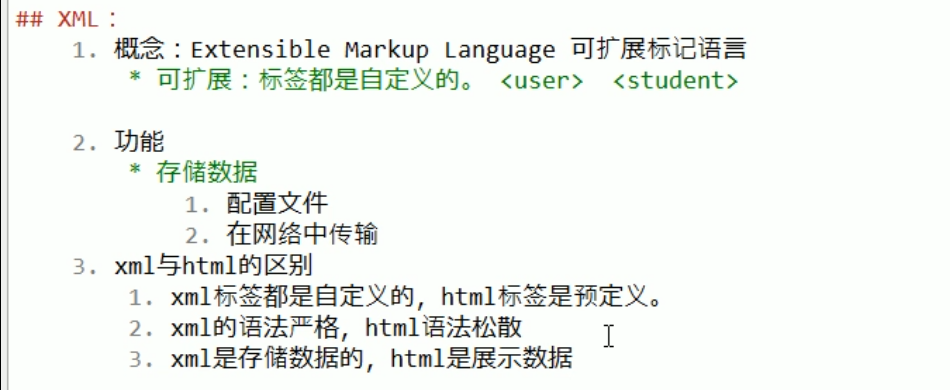 ## XML：
1. 概念：Extensible Markup Language 可扩展标记语言
* 可扩展：标签都是自定义的。 <user> <student>
2. 功能
* 存储数据
1. 配置文件
2. 在网络中传输
3. xml与html的区别
1. xml标签都是自定义的，html标签是预定义。
2. xml的语法严格，html语法松散
3. xml是存储数据的，html是展示数据